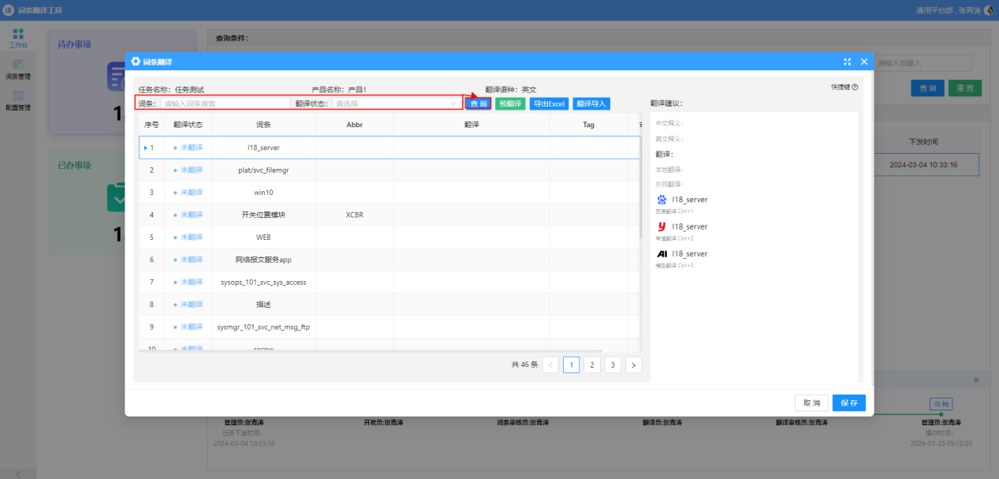 译 词条翻译工具
通用平台部 , 张青涛
工作台
词条管理
配置管理
待办事项
已办事项
查询条件：
请输入创建人
查 询
重 置
下发时间
2024-03-04 10:33:16
词条翻译
任务名称： 任务测试
产品名称： 产品1
翻译语种： 英文
快捷键
词条： 请输入词条搜索
翻译状态： 请选择
查 询
预翻译
导出Excel
翻译导入
序号 翻译状态 词条 Abbr 翻译 Tag
1 未翻译 I18_server
2 未翻译 plat/svc_filemgr
3 未翻译 win10
4 未翻译 开关位置模块 XCBR
5 未翻译 WEB
6 未翻译 网络报文服务app
7 未翻译 sysops_101_svc_sys_access
8 未翻译 描述
9 未翻译 sysmgr_101_svc_net_msg_ftp
10 未翻译
共 46 条 1 2 3
翻译建议：
中文释义：
英文释义：
翻译：
本地翻译：
外网翻译：
I18_server
百度翻译 Ctrl+1
I18_server
有道翻译 Ctrl+2
AI I18_server
模型翻译 Ctrl+3
取 消
保 存
归 档
管理员:张青涛
开发员:张青涛
词条审核员:张青涛
翻译员:张青涛
翻译审核员:张青涛
管理员:张青涛
任务下发时间：
2024-03-04 10:33:16
操作时间：
2024-03-25 09:12:35